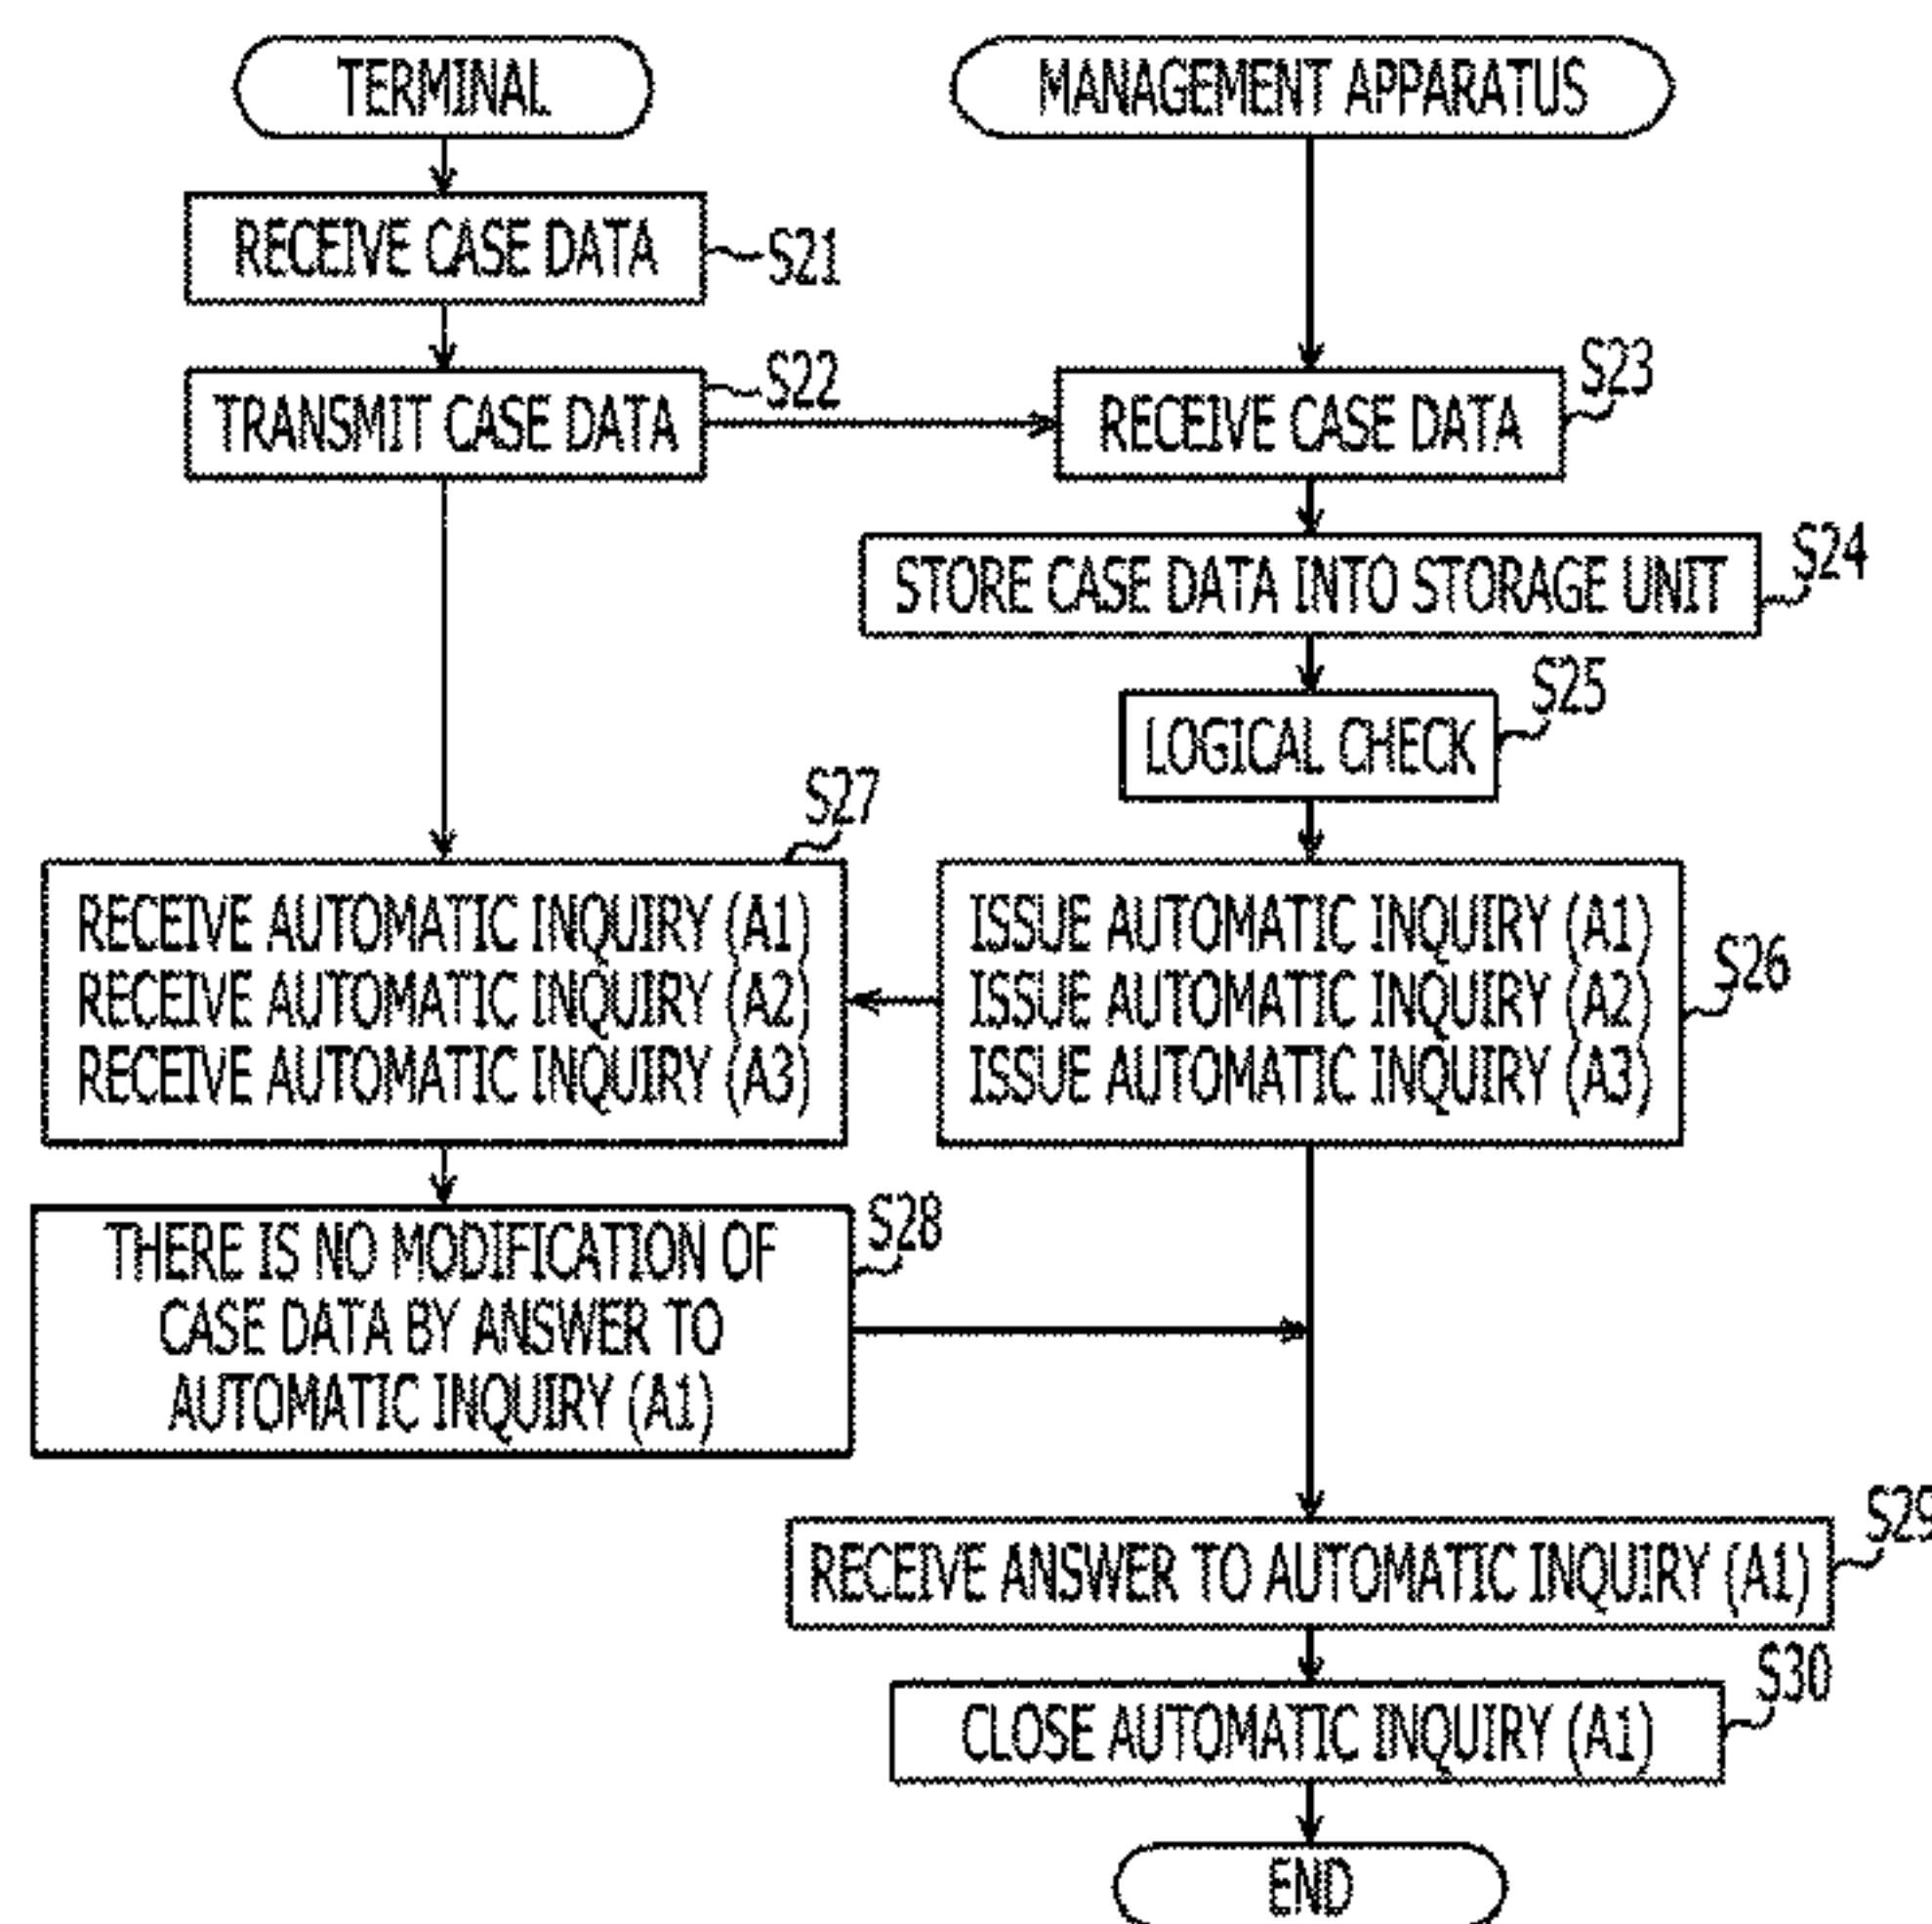 TERMINAL
MANAGEMENT APPARATUS
RECEIVE CASE DATA
S21
TRANSMIT CASE DATA
S22
RECEIVE CASE DATA
S23
STORE CASE DATA INTO STORAGE UNIT
S24
LOGICAL CHECK
S25
ISSUE AUTOMATIC INQUIRY (A1)
ISSUE AUTOMATIC INQUIRY (A2)
ISSUE AUTOMATIC INQUIRY (A3)
S26
RECEIVE AUTOMATIC INQUIRY (A1)
RECEIVE AUTOMATIC INQUIRY (A2)
RECEIVE AUTOMATIC INQUIRY (A3)
S27
THERE IS NO MODIFICATION OF
CASE DATA BY ANSWER TO
AUTOMATIC INQUIRY (A1)
S28
RECEIVE ANSWER TO AUTOMATIC INQUIRY (A1)
S29
CLOSE AUTOMATIC INQUIRY (A1)
S30
END